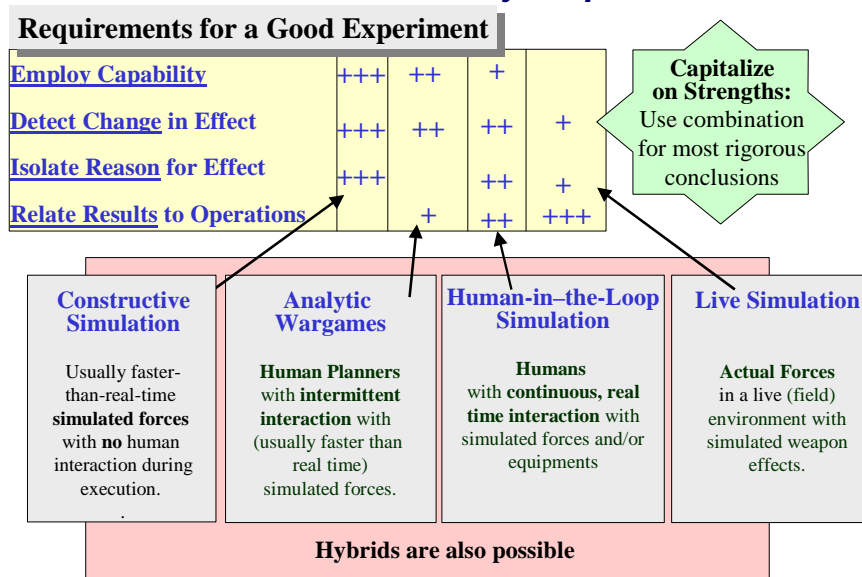 Requirements for a Good Experiment
Employ Capability +++ ++ +
Detect Change in Effect +++ ++ ++ +
Isolate Reason for Effect +++ ++ +
Relate Results to Operations + ++ +++
Capitalize
on Strengths:
Use combination
for most rigorous
conclusions
Constructive
Simulation
Usually faster-
than-real-time
simulated forces
with no human
interaction during
execution.
.
Analytic
Wargames
Human Planners
with intermittent
interaction with
(usually faster than
real time)
simulated forces.
Human-in–the-Loop
Simulation
Humans
with continuous, real
time interaction with
simulated forces and/or
equipments
Live Simulation
Actual Forces
in a live (field)
environment with
simulated weapon
effects.
Hybrids are also possible